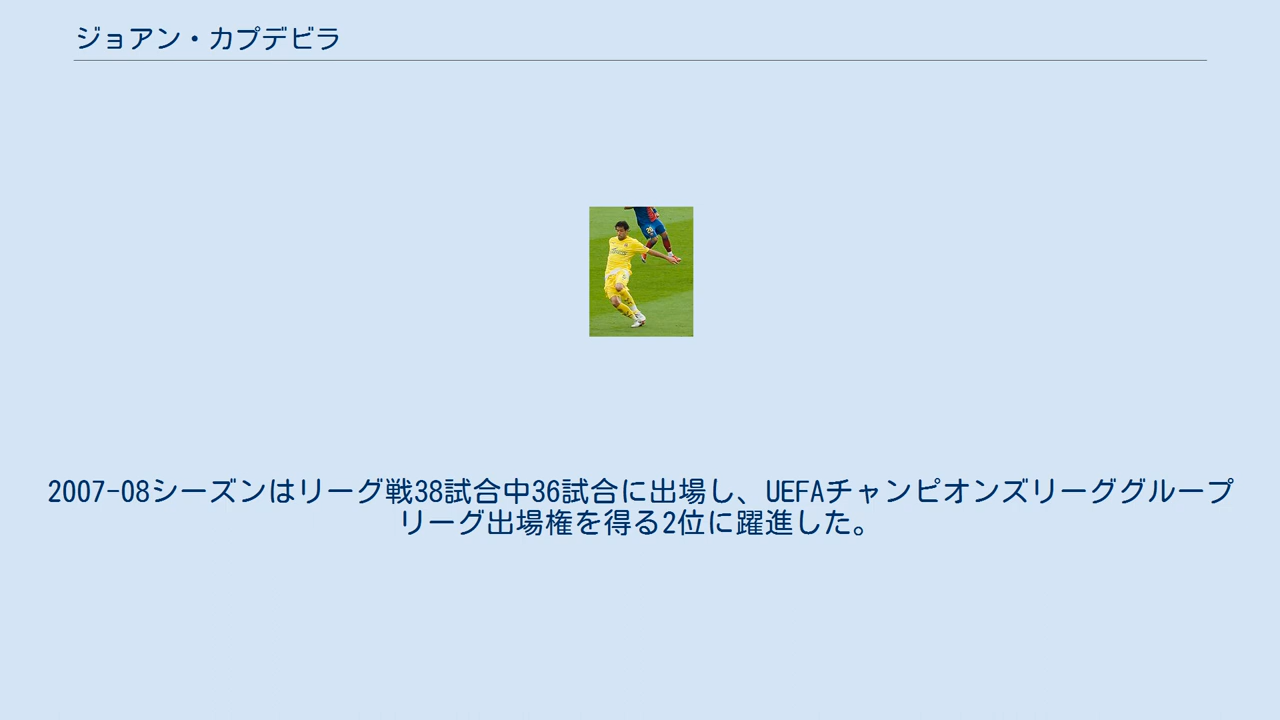 ジョアン・カプデビラ
2007-08シーズンはリーグ戦38試合中36試合に出場し、UEFAチャンピオンズリーググループ
リーグ出場権を得る2位に躍進した。